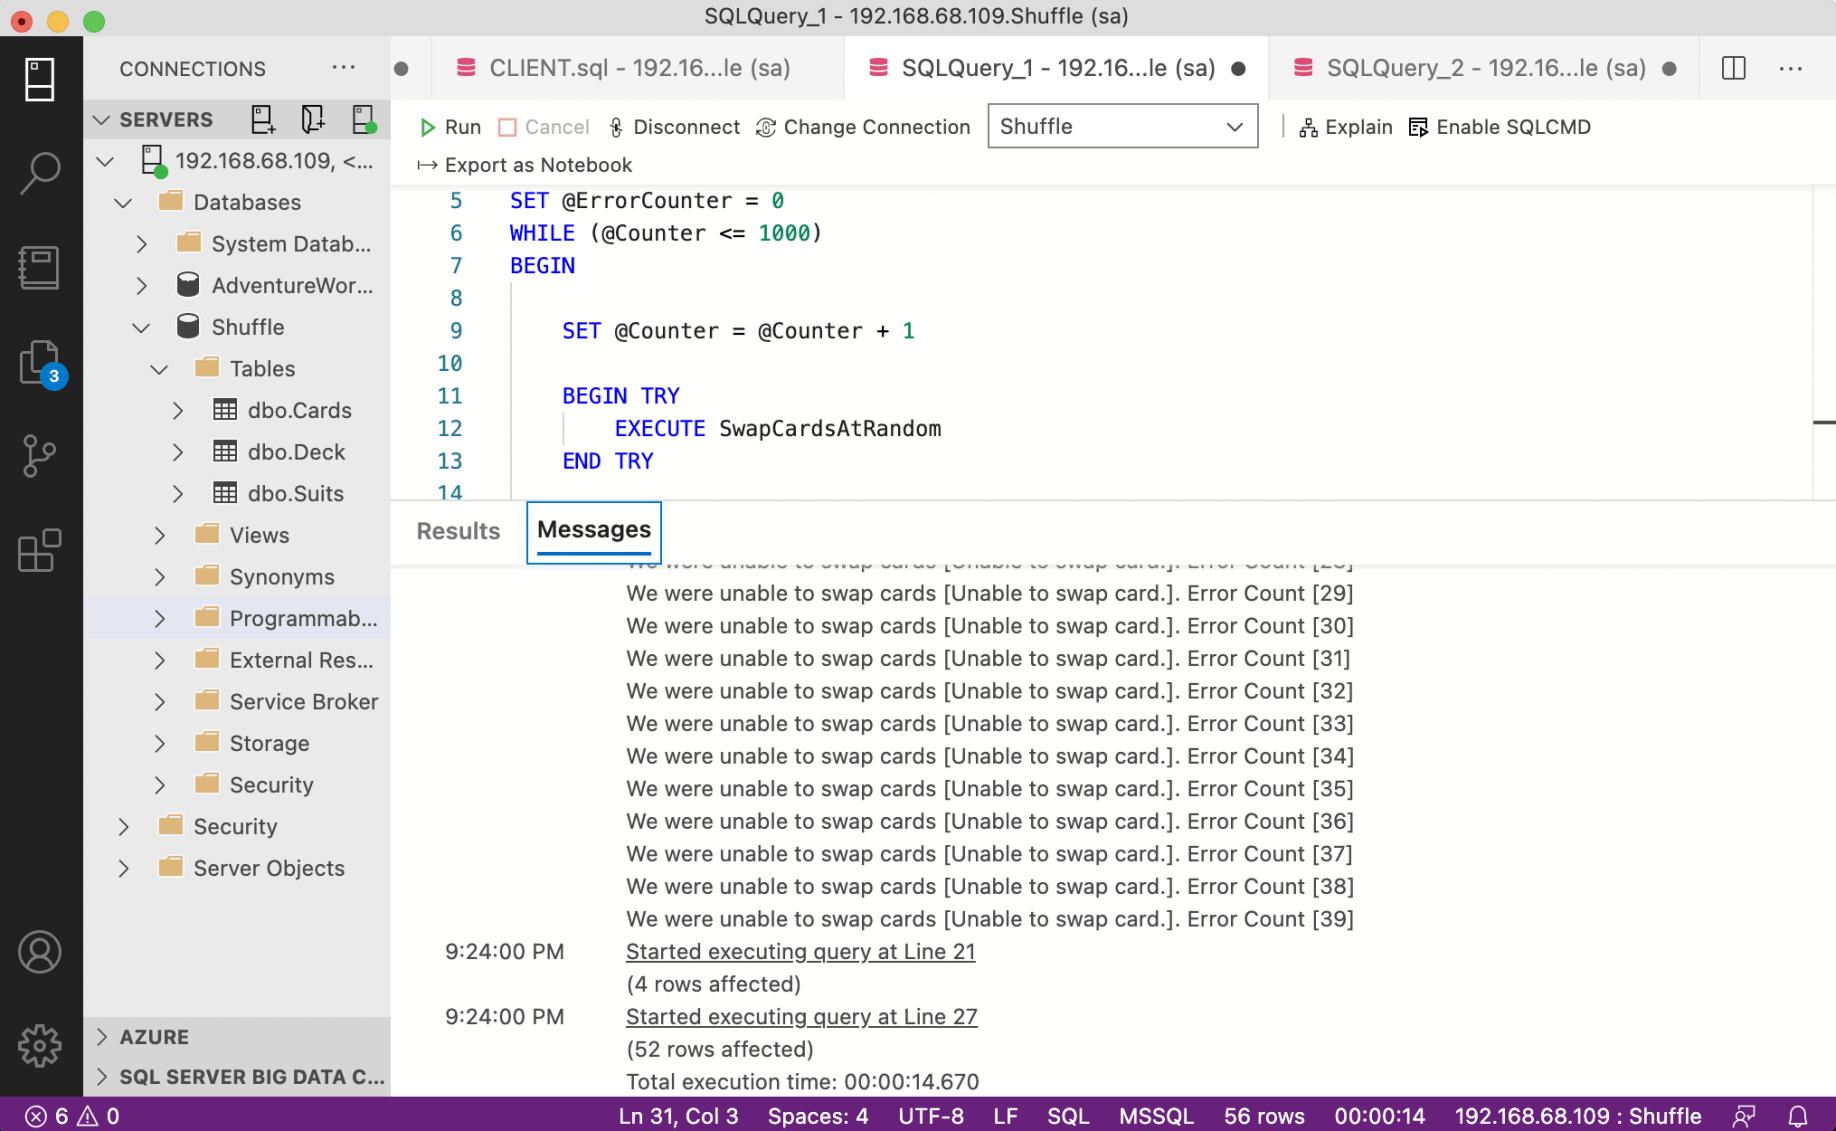 SQLQuery_1 - 192.168.68.109.Shuffle (sa)
CONNECTIONS ···
CLIENT.sql - 192.16...le (sa)
SQLQuery_1 - 192.16...le (sa)
SQLQuery_2 - 192.16...le (sa)
SERVERS
Run Cancel Disconnect Change Connection Shuffle Explain Enable SQLCMD
Export as Notebook
192.168.68.109, <...
Databases
System Datab...
AdventureWor...
Shuffle
Tables
dbo.Cards
dbo.Deck
dbo.Suits
Views
Synonyms
Programmab...
External Res...
Service Broker
Storage
Security
Security
Server Objects
AZURE
SQL SERVER BIG DATA C...
3
5 SET @ErrorCounter = 0
6 WHILE (@Counter <= 1000)
7 BEGIN
8
9 SET @Counter = @Counter + 1
10
11 BEGIN TRY
12 EXECUTE SwapCardsAtRandom
13 END TRY
14
Results Messages
We were unable to swap cards [Unable to swap card.]. Error Count [28]
We were unable to swap cards [Unable to swap card.]. Error Count [29]
We were unable to swap cards [Unable to swap card.]. Error Count [30]
We were unable to swap cards [Unable to swap card.]. Error Count [31]
We were unable to swap cards [Unable to swap card.]. Error Count [32]
We were unable to swap cards [Unable to swap card.]. Error Count [33]
We were unable to swap cards [Unable to swap card.]. Error Count [34]
We were unable to swap cards [Unable to swap card.]. Error Count [35]
We were unable to swap cards [Unable to swap card.]. Error Count [36]
We were unable to swap cards [Unable to swap card.]. Error Count [37]
We were unable to swap cards [Unable to swap card.]. Error Count [38]
We were unable to swap cards [Unable to swap card.]. Error Count [39]
9:24:00 PM Started executing query at Line 21
(4 rows affected)
9:24:00 PM Started executing query at Line 27
(52 rows affected)
Total execution time: 00:00:14.670
6 0 Ln 31, Col 3 Spaces: 4 UTF-8 LF SQL MSSQL 56 rows 00:00:14 192.168.68.109 : Shuffle